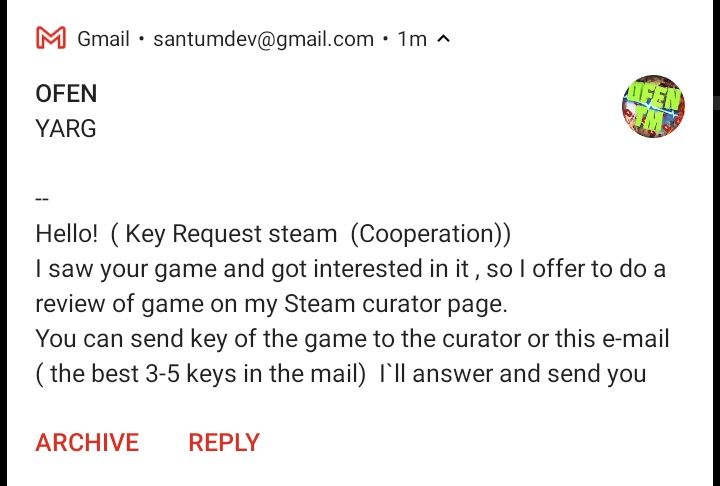 Gmail • santumdev@gmail.com • 1m
OFEN
YARG
OFEN
TM
--
Hello!  ( Key Request steam  (Cooperation))
I saw your game and got interested in it , so I offer to do a
review of game on my Steam curator page.
You can send key of the game to the curator or this e-mail
( the best 3-5 keys in the mail)  I`ll answer and send you
ARCHIVE REPLY